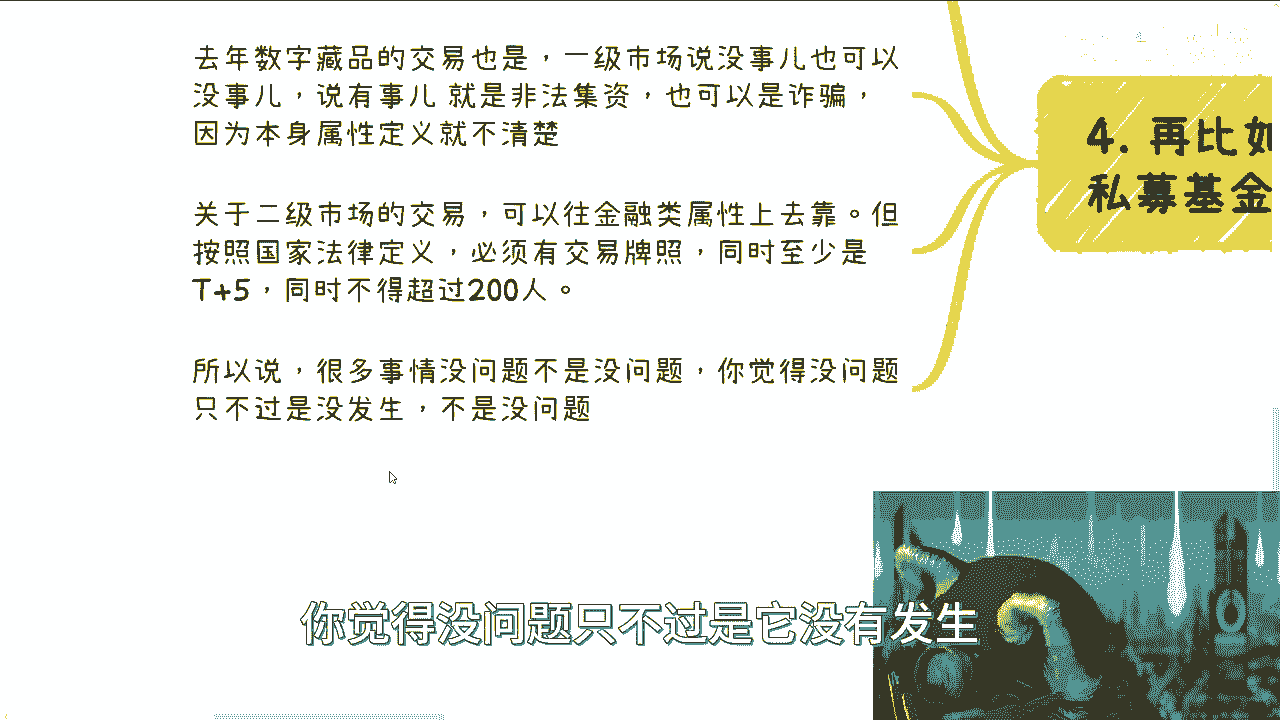 去年数字藏品的交易也是，一级市场说没事儿也可以
没事儿，说有事儿 就是非法集资，也可以是诈骗，
因为本身属性定义就不清楚
关于二级市场的交易，可以往金融类属性上去靠。但
按照国家法律定义，必须有交易牌照，同时至少是
T+5，同时不得超过200人。
所以说，很多事情没问题不是没问题，你觉得没问题
只不过是没发生，不是没问题
4. 再比如
私募基金
你觉得没问题只不过是它没有发生